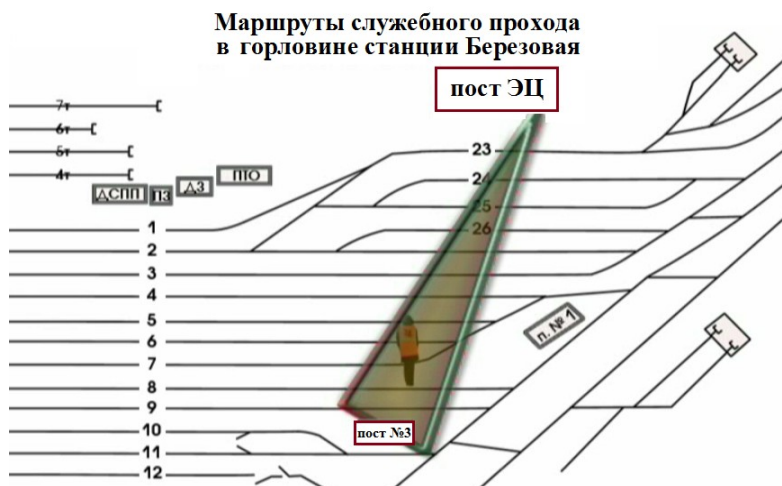 Маршруты служебного прохода
в горловине станции Березовая
пост ЭЦ
7т
6т
5т
4т
ДСПП ПЗ ДЗ ПТО
23
24
25
26
1
2
3
4
5
6
7
8
9
10
11
12
п. № 1
пост №3